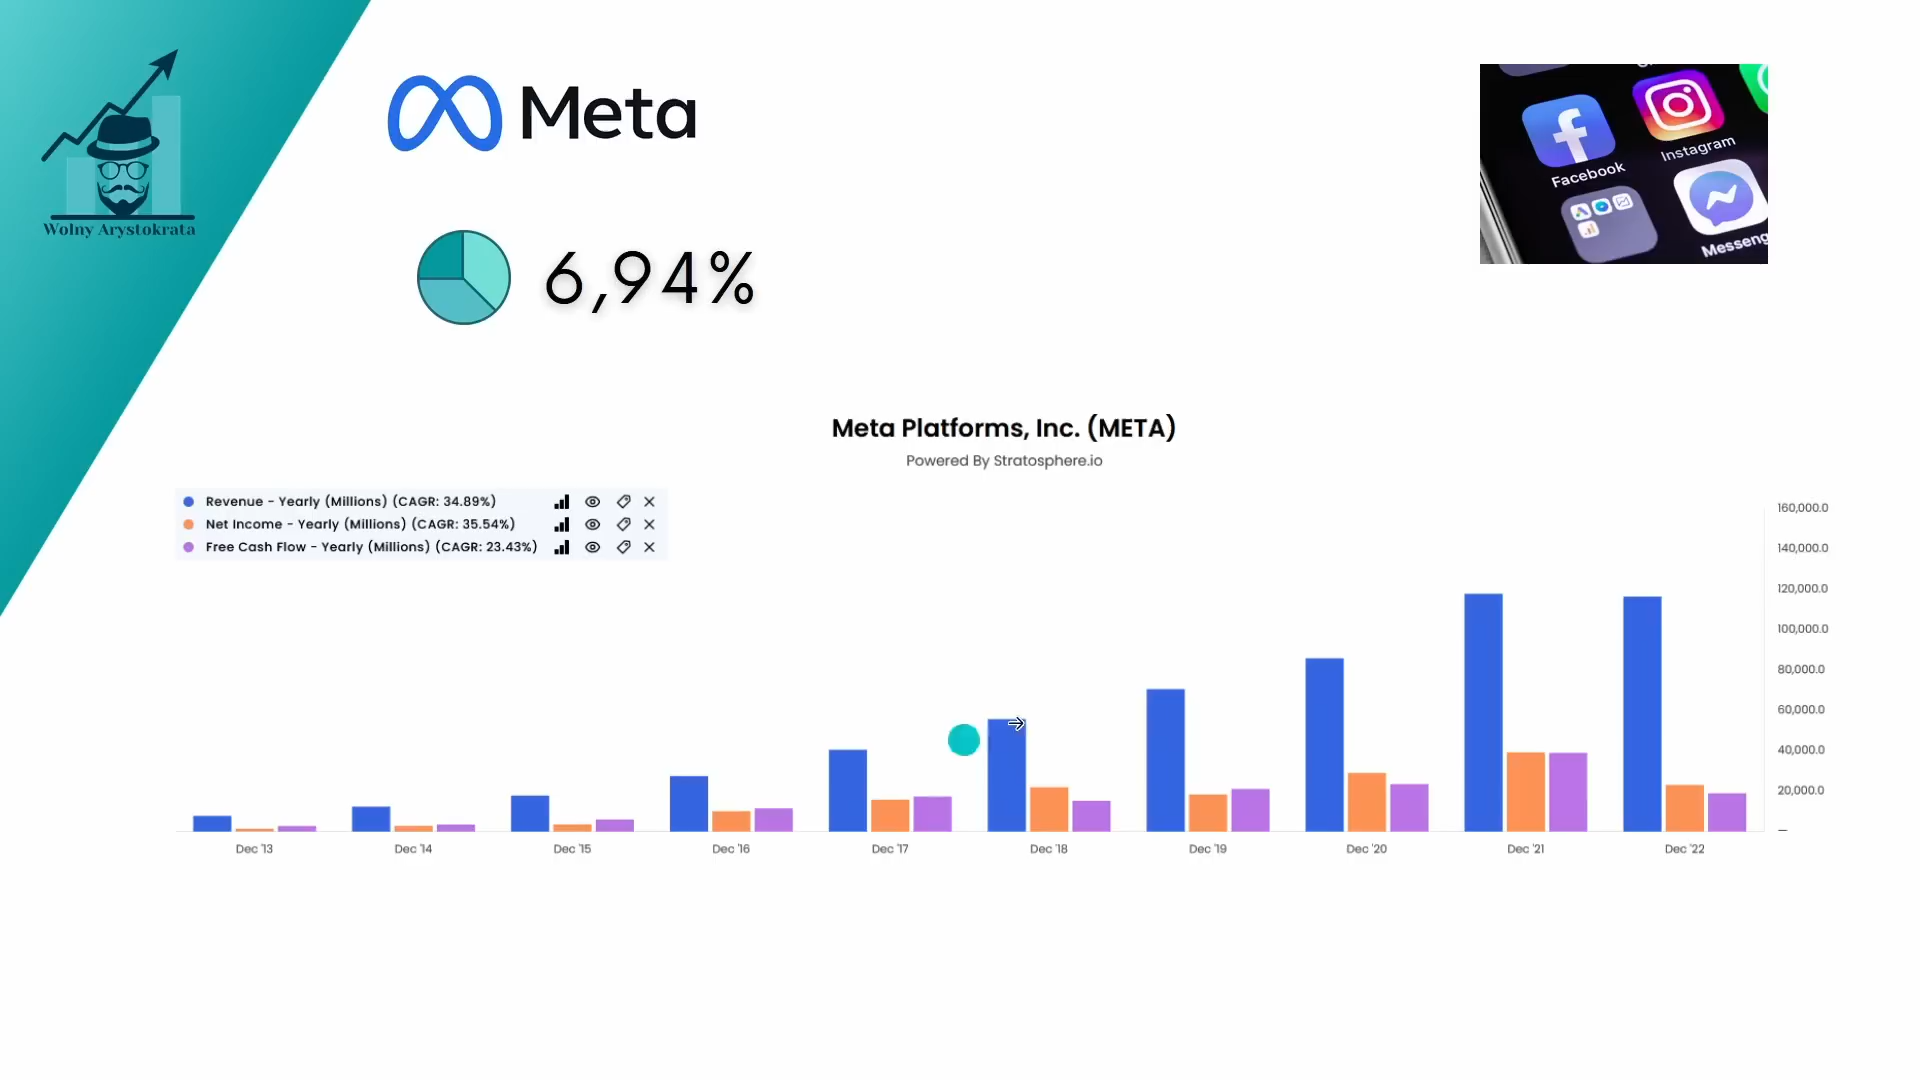 Wolny Arystokrata
Meta
6,94%
Facebook
Instagram
Messeng
Meta Platforms, Inc. (META)
Powered By Stratosphere.io
Revenue - Yearly (Millions) (CAGR: 34.89%)
Net Income - Yearly (Millions) (CAGR: 35.54%)
Free Cash Flow - Yearly (Millions) (CAGR: 23.43%)
160,000.0
140,000.0
120,000.0
100,000.0
80,000.0
60,000.0
40,000.0
20,000.0
—
Dec '13 Dec '14 Dec '15 Dec '16 Dec '17 Dec '18 Dec '19 Dec '20 Dec '21 Dec '22